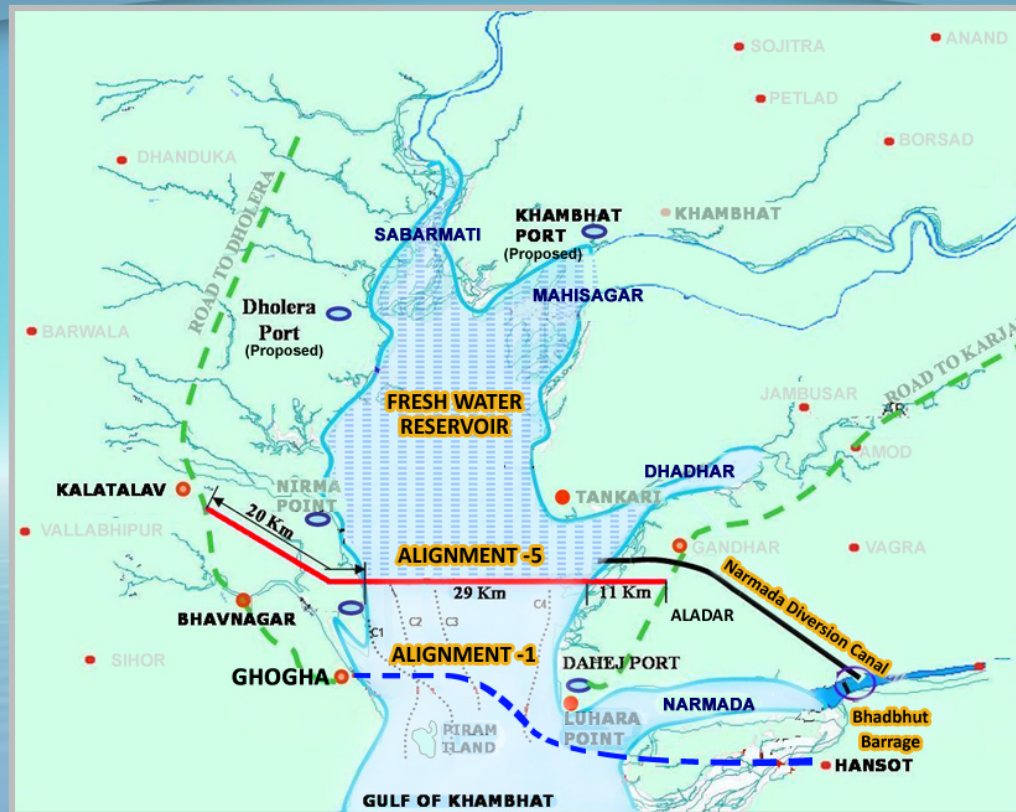 SOJITRA
ANAND
PETLAD
BORSAD
DHANDUKA
ROAD TO DHOLERA
SABARMATI
KHAMBHAT
PORT
(Proposed)
KHAMBHAT
MAHISAGAR
Dholera
Port
(Proposed)
BARWALA
ROAD TO KARJA
JAMBUSAR
FRESH WATER
RESERVOIR
AMOD
DHADHAR
KALATALAV
NIRMA
POINT
TANKARI
20 Km
VALLABHIPUR
GANDHAR
VAGRA
ALIGNMENT -5
29 Km
11 Km
Narmada Diversion Canal
BHAVNAGAR
C1
C2
C3
C4
ALADAR
SIHOR
ALIGNMENT -1
DAHEJ PORT
GHOGHA
NARMADA
LUHARA
POINT
PIRAM
ILAND
Bhadbhut
Barrage
HANSOT
GULF OF KHAMBHAT